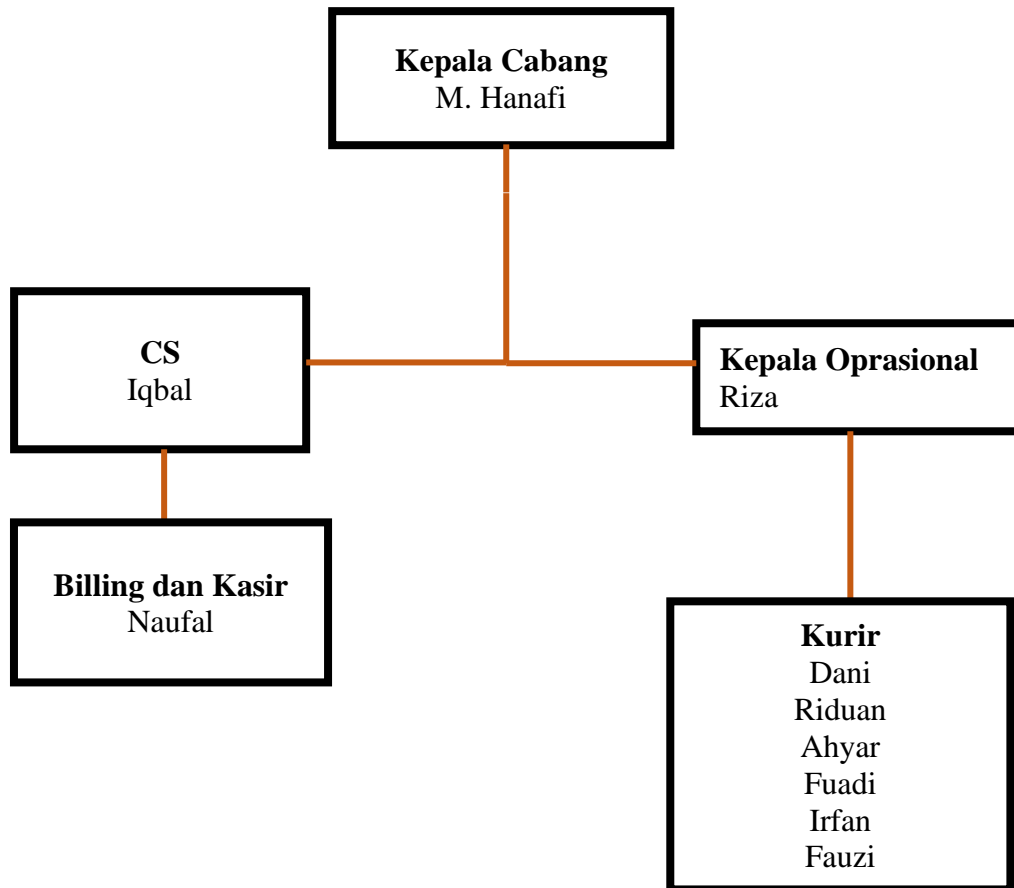 Kepala Cabang
M. Hanafi
CS
Iqbal
Kepala Oprasional
Riza
Billing dan Kasir
Naufal
Kurir
Dani
Riduan
Ahyar
Fuadi
Irfan
Fauzi